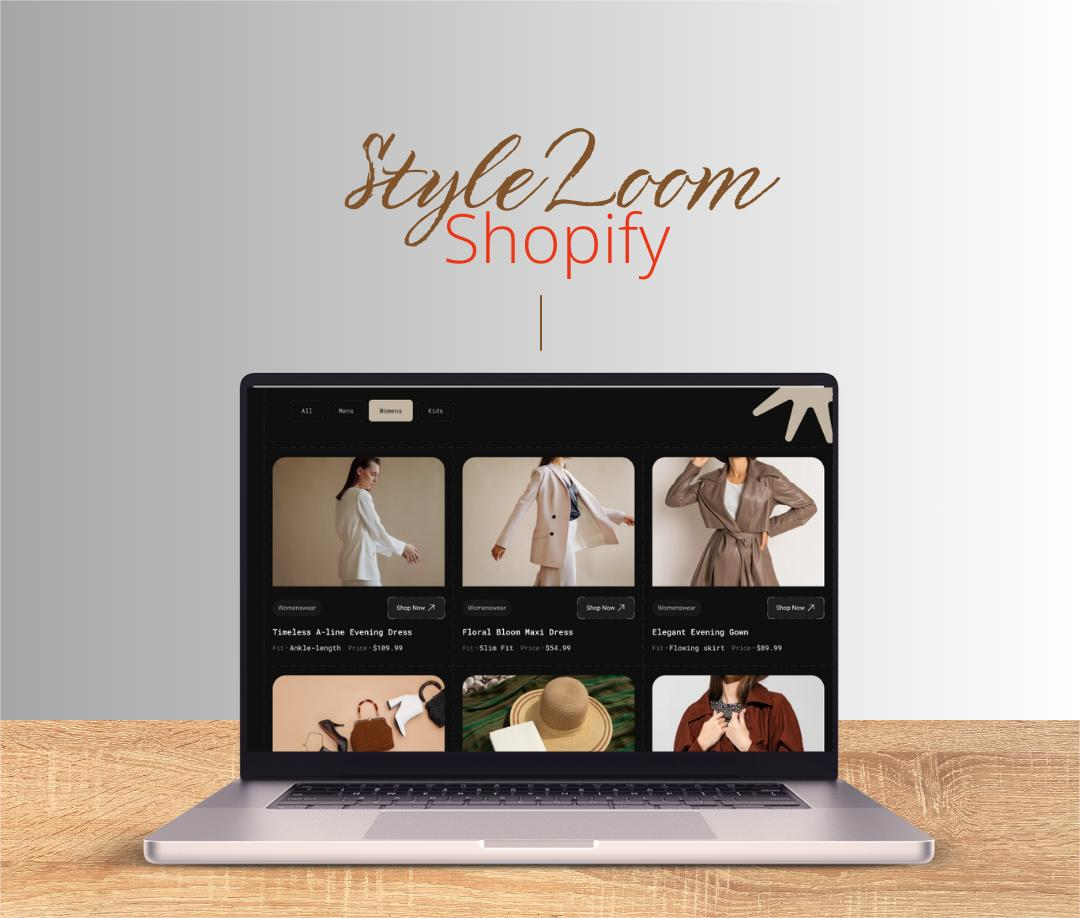 StyleLoom
Shopify
All Mens Womens Kids
Womenswear Shop Now Womenswear Shop Now Womenswear Shop Now
Timeless A-line Evening Dress Floral Bloom Maxi Dress Elegant Evening Gown
Fit · Ankle-length Price · $109.99 Fit · Slim Fit Price · $54.99 Fit · Flowing skirt Price · $89.99